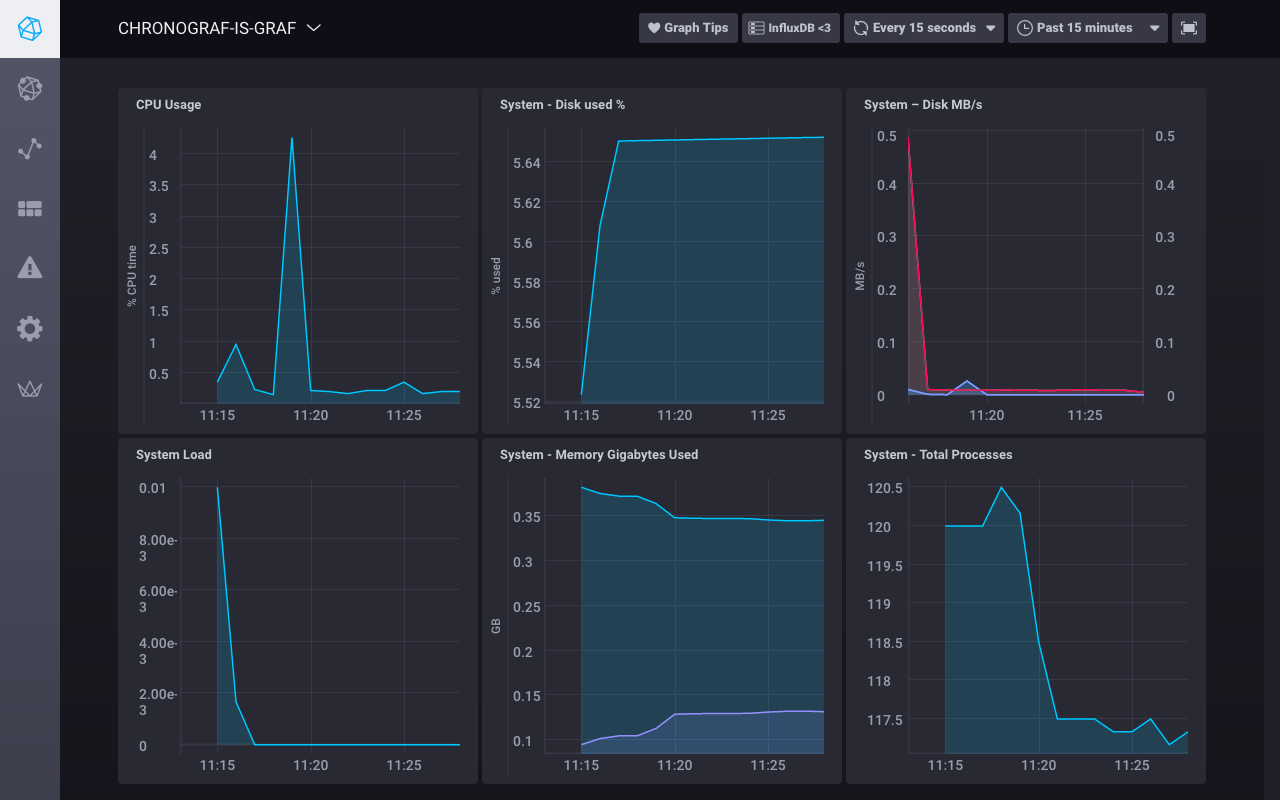 CHRONOGRAF-IS-GRAF
Graph Tips
InfluxDB <3
Every 15 seconds
Past 15 minutes
CPU Usage
% CPU time
4
3.5
3
2.5
2
1.5
1
0.5
11:15 11:20 11:25
System - Disk used %
% used
5.64
5.62
5.6
5.58
5.56
5.54
5.52
11:15 11:20 11:25
System – Disk MB/s
MB/s
0.5 0.5
0.4 0.4
0.3 0.3
0.2 0.2
0.1 0.1
0 0
11:20 11:25
System Load
0.01
8.00e-
3
6.00e-
3
4.00e-
3
2.00e-
3
0
11:15 11:20 11:25
System - Memory Gigabytes Used
GB
0.35
0.3
0.25
0.2
0.15
0.1
11:15 11:20 11:25
System - Total Processes
120.5
120
119.5
119
118.5
118
117.5
11:15 11:20 11:25